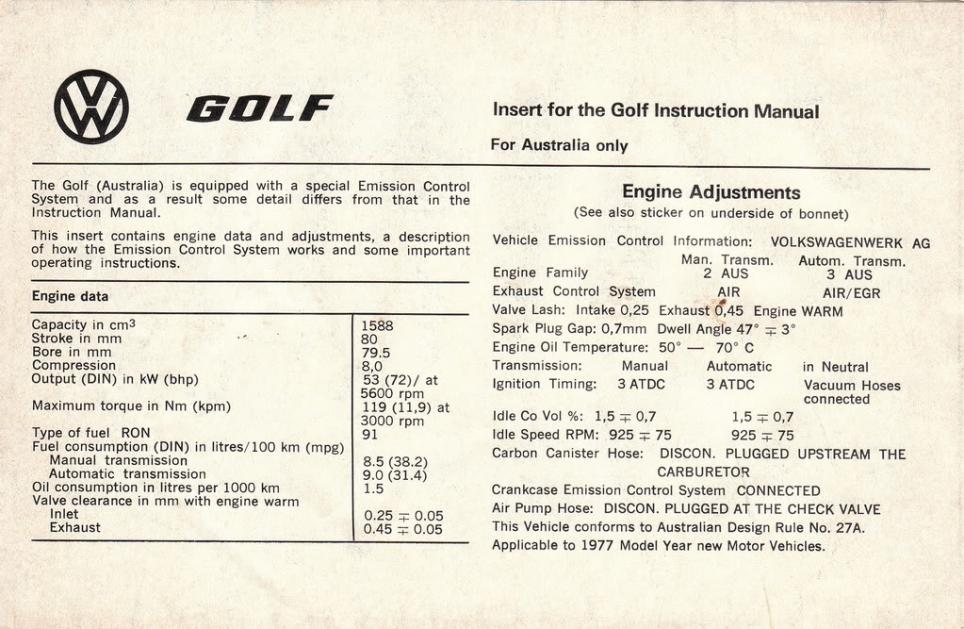 GOLF
Insert for the Golf Instruction Manual
For Australia only
The Golf (Australia) is equipped with a special Emission Control
System and as a result some detail differs from that in the
Instruction Manual.
This insert contains engine data and adjustments, a description
of how the Emission Control System works and some important
operating instructions.
Engine data
Capacity in cm³ 1588
Stroke in mm 80
Bore in mm 79.5
Compression 8,0
Output (DIN) in kW (bhp) 53 (72)/ at
5600 rpm
Maximum torque in Nm (kpm) 119 (11,9) at
3000 rpm
Type of fuel RON 91
Fuel consumption (DIN) in litres/100 km (mpg)
Manual transmission 8.5 (38.2)
Automatic transmission 9.0 (31.4)
Oil consumption in litres per 1000 km 1.5
Valve clearance in mm with engine warm
Inlet 0.25 ∓ 0.05
Exhaust 0.45 ∓ 0.05
Engine Adjustments
(See also sticker on underside of bonnet)
Vehicle Emission Control Information: VOLKSWAGENWERK AG
Man. Transm. Autom. Transm.
Engine Family 2 AUS 3 AUS
Exhaust Control System AIR AIR/EGR
Valve Lash: Intake 0,25 Exhaust 0,45 Engine WARM
Spark Plug Gap: 0,7mm Dwell Angle 47° ∓ 3°
Engine Oil Temperature: 50° — 70° C
Transmission: Manual Automatic in Neutral
Ignition Timing: 3 ATDC 3 ATDC Vacuum Hoses
connected
Idle Co Vol %: 1,5 ∓ 0,7 1,5 ∓ 0,7
Idle Speed RPM: 925 ∓ 75 925 ∓ 75
Carbon Canister Hose: DISCON. PLUGGED UPSTREAM THE
CARBURETOR
Crankcase Emission Control System CONNECTED
Air Pump Hose: DISCON. PLUGGED AT THE CHECK VALVE
This Vehicle conforms to Australian Design Rule No. 27A.
Applicable to 1977 Model Year new Motor Vehicles.